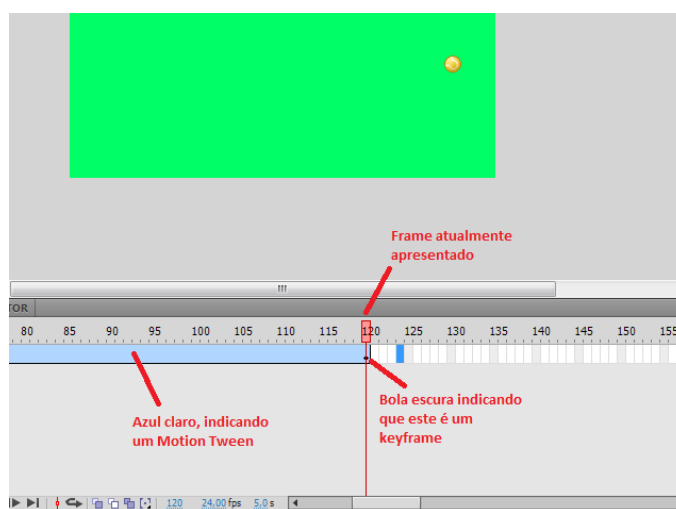 Frame atualmente
apresentado
TOR
80 85 90 95 100 105 110 115 120 125 130 135 140 145 150 155
Azul claro, indicando
um Motion Tween
Bola escura indicando
que este é um
keyframe
120 24,00 fps 5,0 s